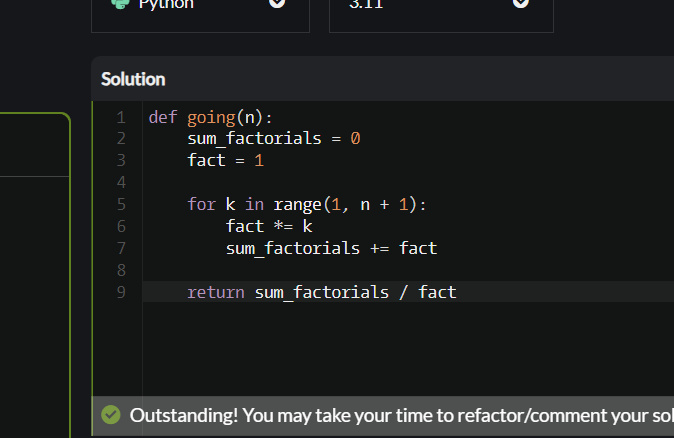 Python
3.11
Solution
1 def going(n):
2     sum_factorials = 0
3     fact = 1
4
5     for k in range(1, n + 1):
6         fact *= k
7         sum_factorials += fact
8
9     return sum_factorials / fact
Outstanding! You may take your time to refactor/comment your